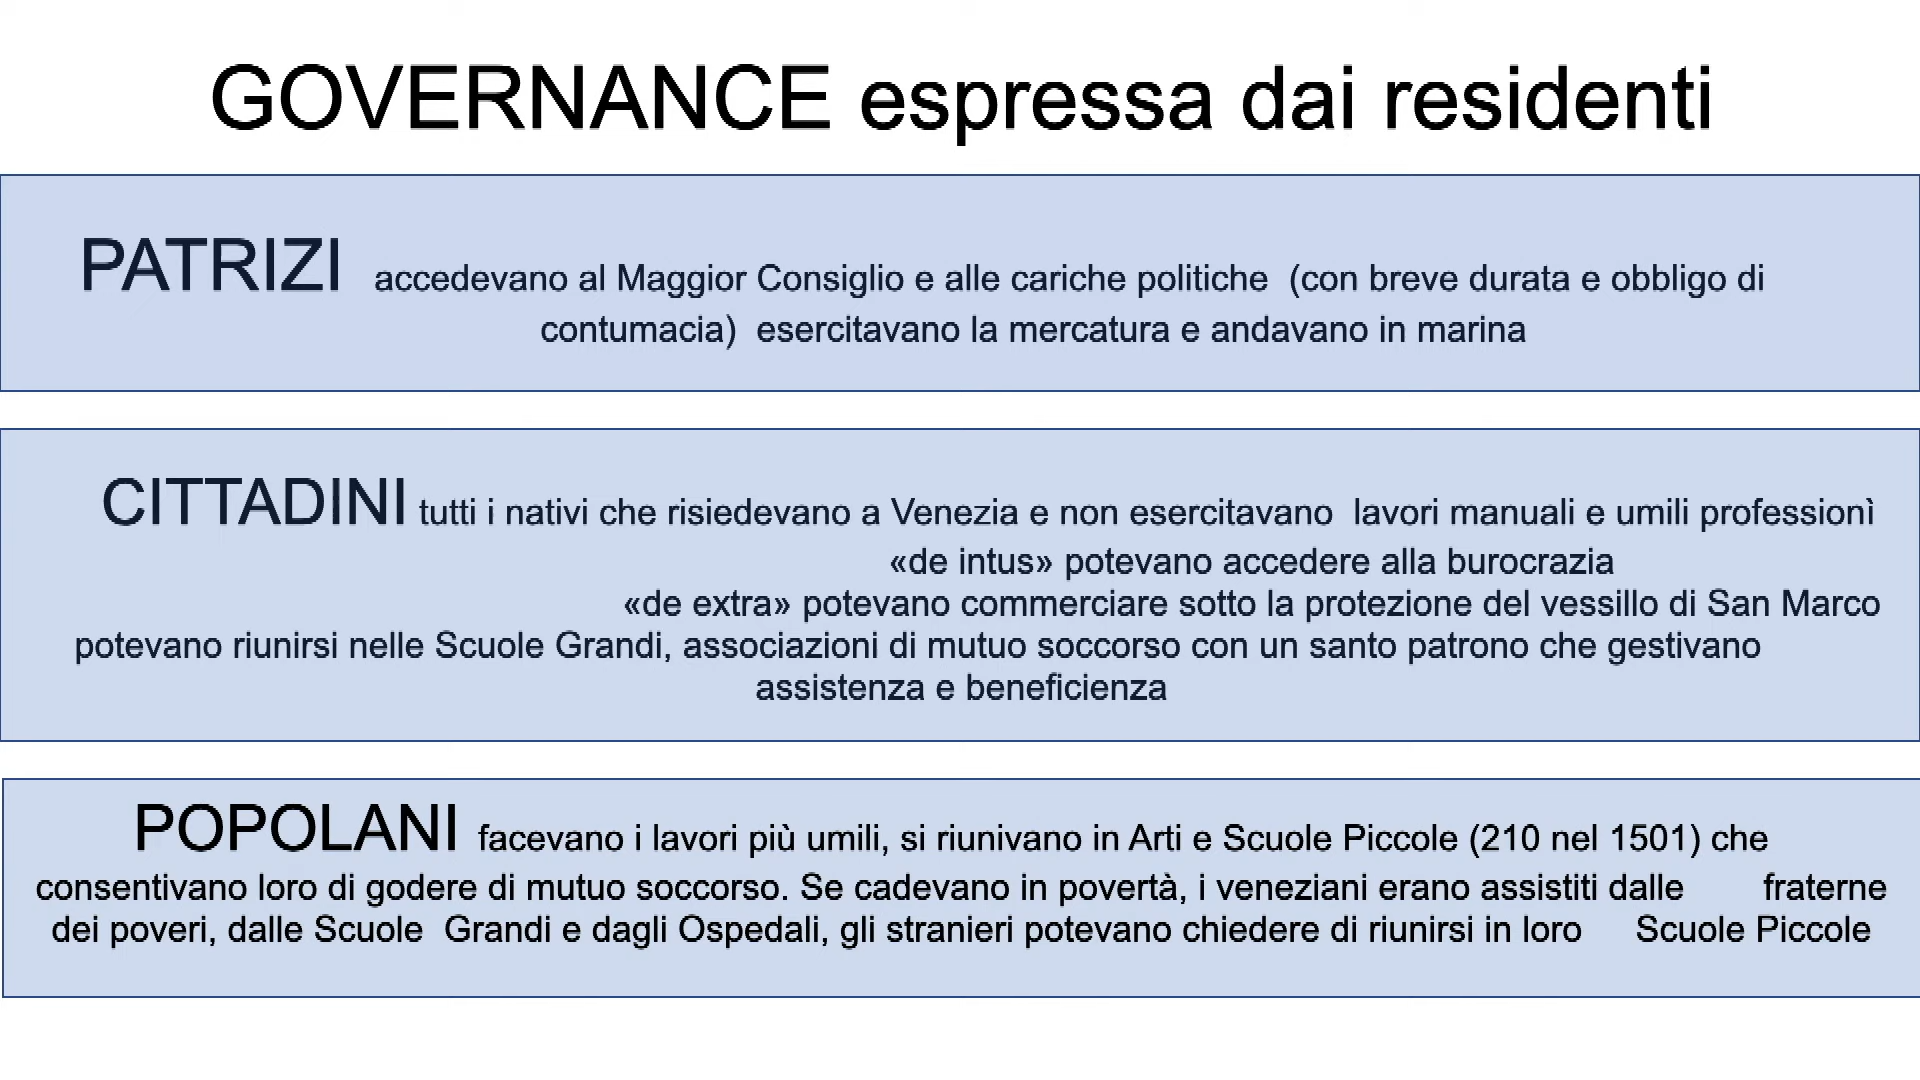 GOVERNANCE espressa dai residenti
PATRIZI accedevano al Maggior Consiglio e alle cariche politiche (con breve durata e obbligo di
contumacia) esercitavano la mercatura e andavano in marina
CITTADINI tutti i nativi che risiedevano a Venezia e non esercitavano lavori manuali e umili professionì
«de intus» potevano accedere alla burocrazia
«de extra» potevano commerciare sotto la protezione del vessillo di San Marco
potevano riunirsi nelle Scuole Grandi, associazioni di mutuo soccorso con un santo patrono che gestivano
assistenza e beneficienza
POPOLANI facevano i lavori più umili, si riunivano in Arti e Scuole Piccole (210 nel 1501) che
consentivano loro di godere di mutuo soccorso. Se cadevano in povertà, i veneziani erano assistiti dalle fraterne
dei poveri, dalle Scuole Grandi e dagli Ospedali, gli stranieri potevano chiedere di riunirsi in loro Scuole Piccole